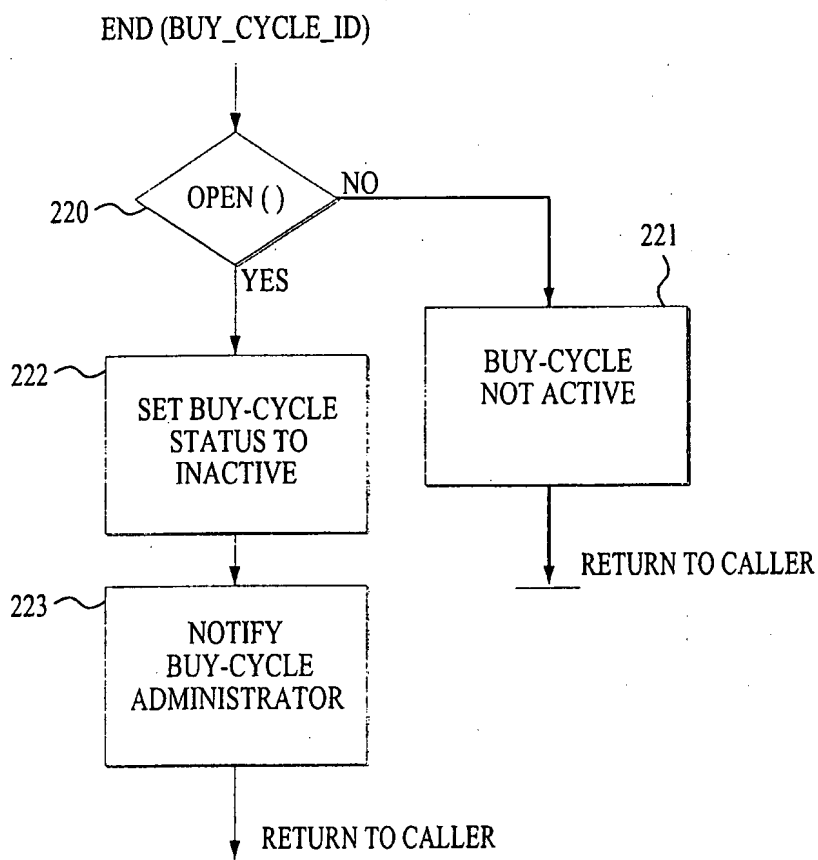 END (BUY_CYCLE_ID)
OPEN ( )
NO
220
YES
221
222
BUY-CYCLE
NOT ACTIVE
SET BUY-CYCLE
STATUS TO
INACTIVE
RETURN TO CALLER
223
NOTIFY
BUY-CYCLE
ADMINISTRATOR
RETURN TO CALLER